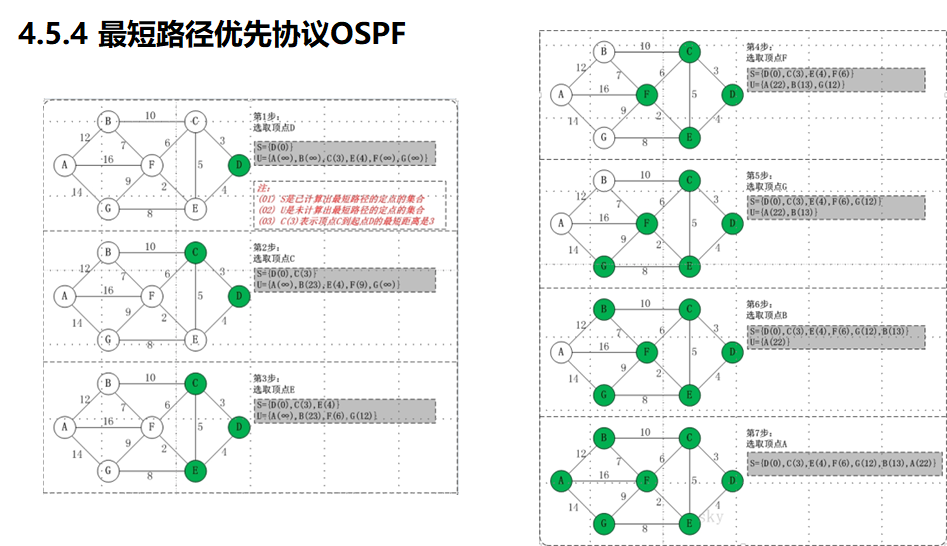 4.5.4 最短路径优先协议OSPF
B 10 C
12 7 6 3
A 16 F 5 D
14 9 2 4
G 8 E
第1步:
选取顶点D
S={D(0)}
U={A(∞),B(∞),C(3),E(4),F(∞),G(∞)}
注:
(01) S是已计算出最短路径的定点的集合
(02) U是未计算出最短路径的定点的集合
(03) C(3)表示顶点C到起点D的最短距离是3
B 10 C
12 7 6 3
A 16 F 5 D
14 9 2 4
G 8 E
第2步:
选取顶点C
S={D(0),C(3)}
U={A(∞),B(23),E(4),F(9),G(∞)}
B 10 C
12 7 6 3
A 16 F 5 D
14 9 2 4
G 8 E
第3步:
选取顶点E
S={D(0),C(3),E(4)}
U={A(∞),B(23),F(6),G(12)}
B 10 C
12 7 6 3
A 16 F 5 D
14 9 2 4
G 8 E
第4步:
选取顶点F
S={D(0),C(3),E(4),F(6)}
U={A(22),B(13),G(12)}
B 10 C
12 7 6 3
A 16 F 5 D
14 9 2 4
G 8 E
第5步:
选取顶点G
S={D(0),C(3),E(4),F(6),G(12)}
U={A(22),B(13)}
B 10 C
12 7 6 3
A 16 F 5 D
14 9 2 4
G 8 E
第6步:
选取顶点B
S={D(0),C(3),E(4),F(6),G(12),B(13)}
U={A(22)}
B 10 C
12 7 6 3
A 16 F 5 D
14 9 2 4
G 8 E
第7步:
选取顶点A
S={D(0),C(3),E(4),F(6),G(12),B(13),A(22)}
sky